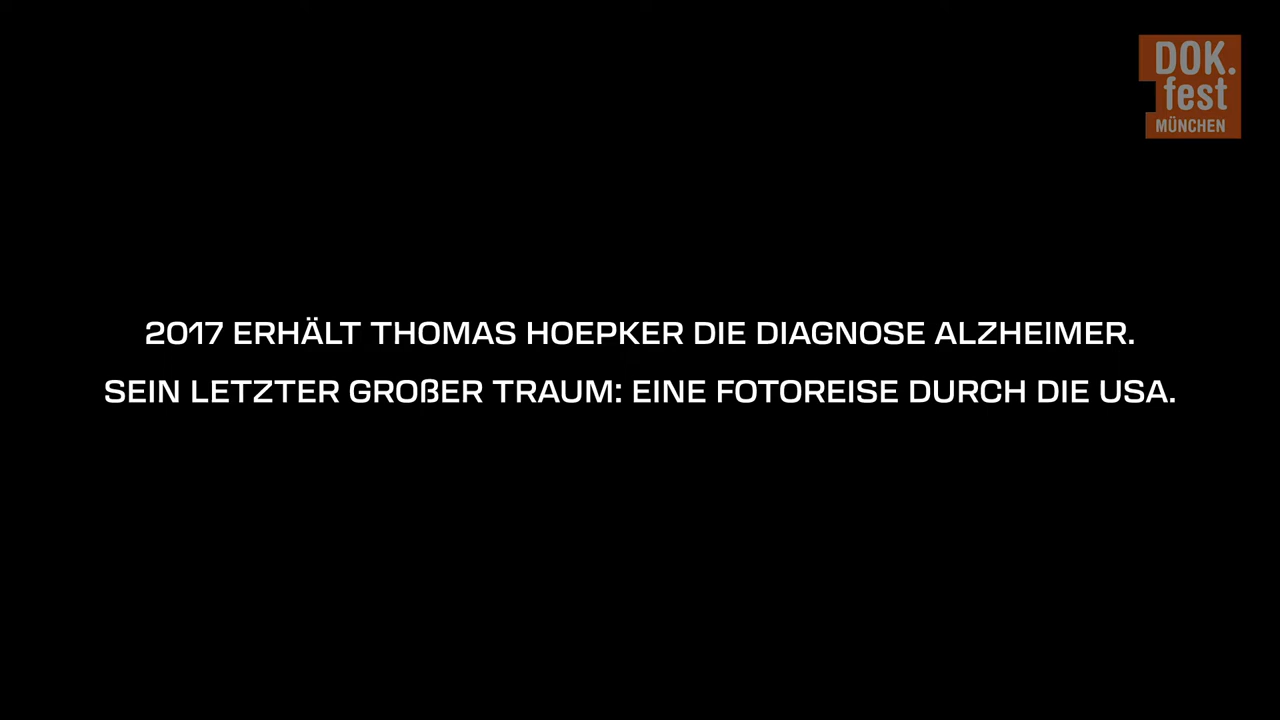 DOK.
fest
MÜNCHEN
2017 ERHÄLT THOMAS HOEPKER DIE DIAGNOSE ALZHEIMER.
SEIN LETZTER GROßER TRAUM: EINE FOTOREISE DURCH DIE USA.